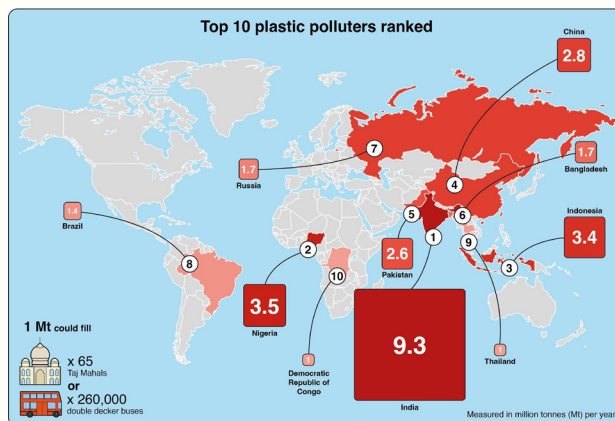 Top 10 plastic polluters ranked
China
2.8
7
1.7
Russia
4
1.7
Bangladesh
Indonesia
3.4
1.4
Brazil
8
2
5
6
1
9
3
2.6
Pakistan
10
3.5
Nigeria
9.3
India
1
Democratic
Republic of
Congo
1
Thailand
1 Mt could fill
x 65
Taj Mahals
or
x 260,000
double decker buses
Measured in million tonnes (Mt) per year